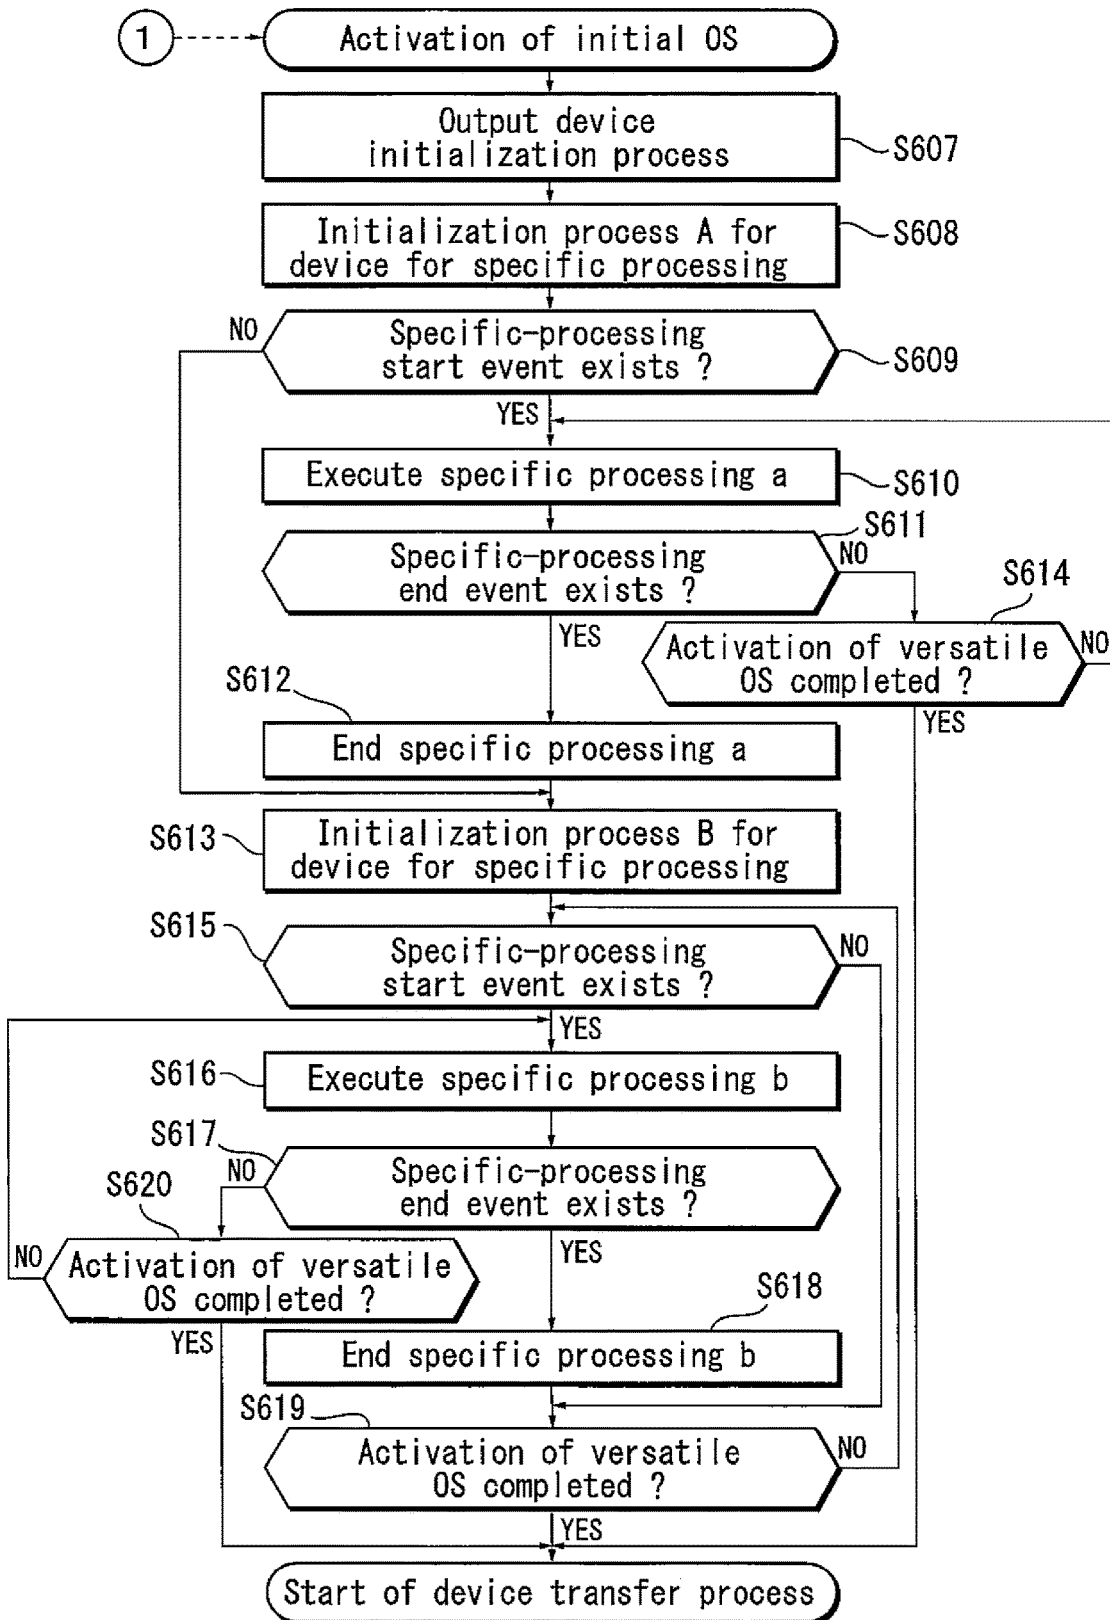 1
Activation of initial OS
Output device
initialization process
S607
Initialization process A for
device for specific processing
S608
NO
Specific-processing
start event exists ?
S609
YES
Execute specific processing a
S610
S611
Specific-processing
end event exists ?
NO
S614
YES
Activation of versatile
OS completed ?
NO
S612
YES
End specific processing a
S613
Initialization process B for
device for specific processing
S615
Specific-processing
start event exists ?
NO
YES
S616
Execute specific processing b
S617
NO
Specific-processing
end event exists ?
S620
YES
NO
Activation of versatile
OS completed ?
S618
YES
End specific processing b
S619
Activation of versatile
OS completed ?
NO
YES
Start of device transfer process